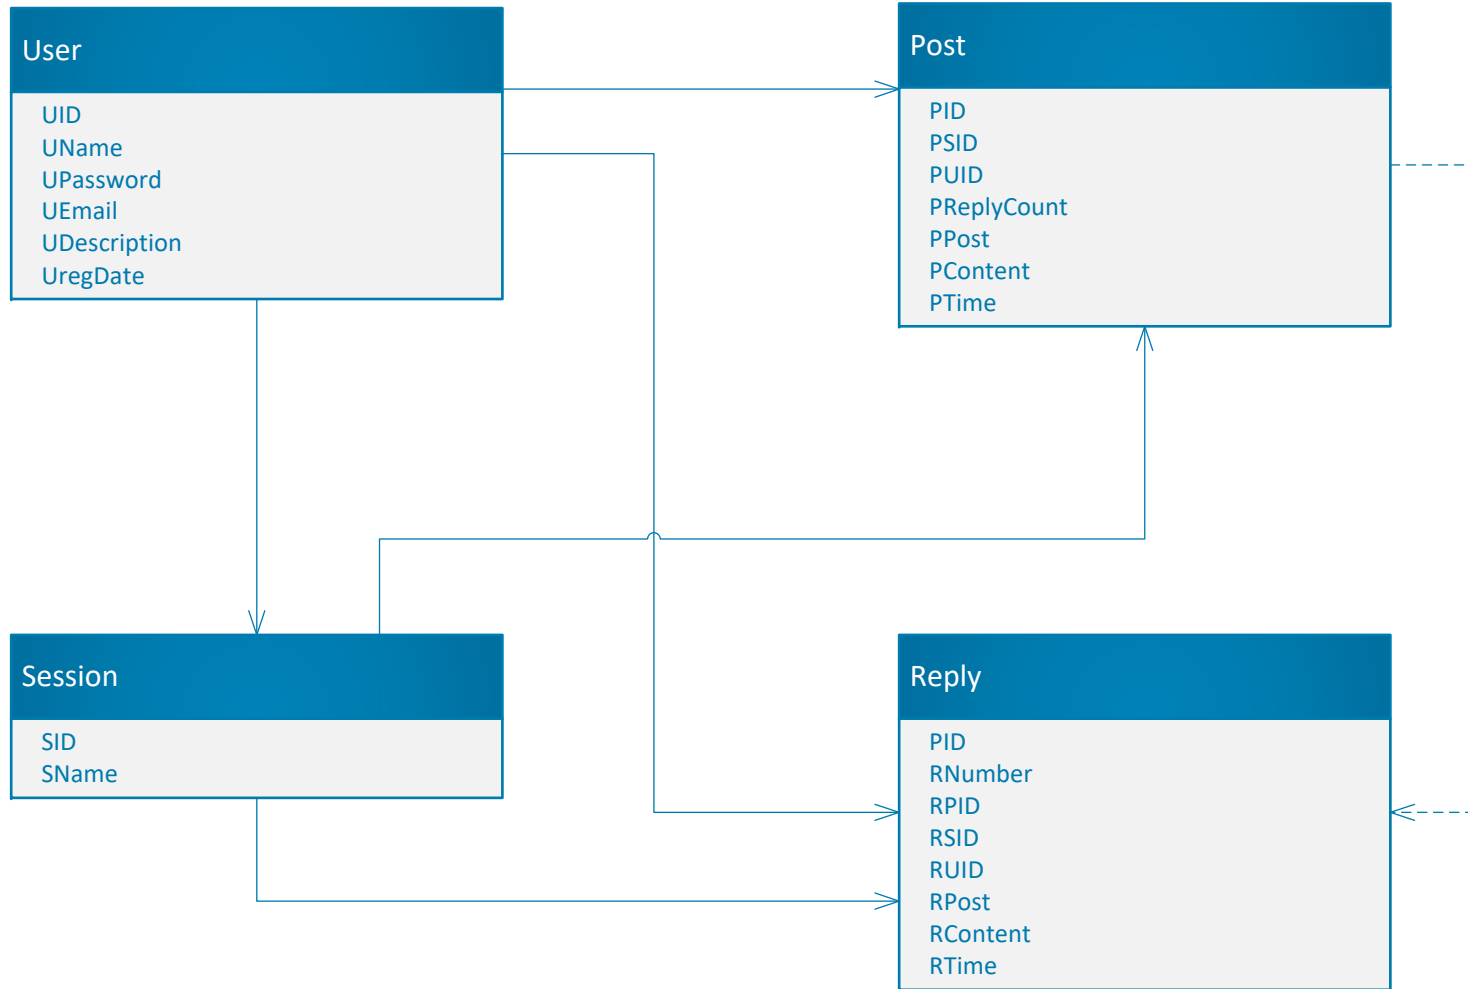 User
UID
UName
UPassword
UEmail
UDescription
UregDate
Post
PID
PSID
PUID
PReplyCount
PPost
PContent
PTime
Session
SID
SName
Reply
PID
RNumber
RPID
RSID
RUID
RPost
RContent
RTime